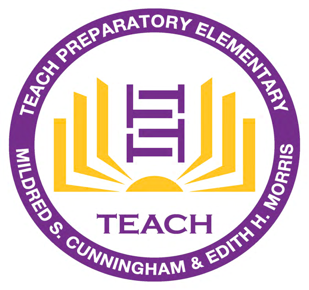 TEACH PREPARATORY ELEMENTARY
TEACH
MILDRED S. CUNNINGHAM & EDITH H. MORRIS